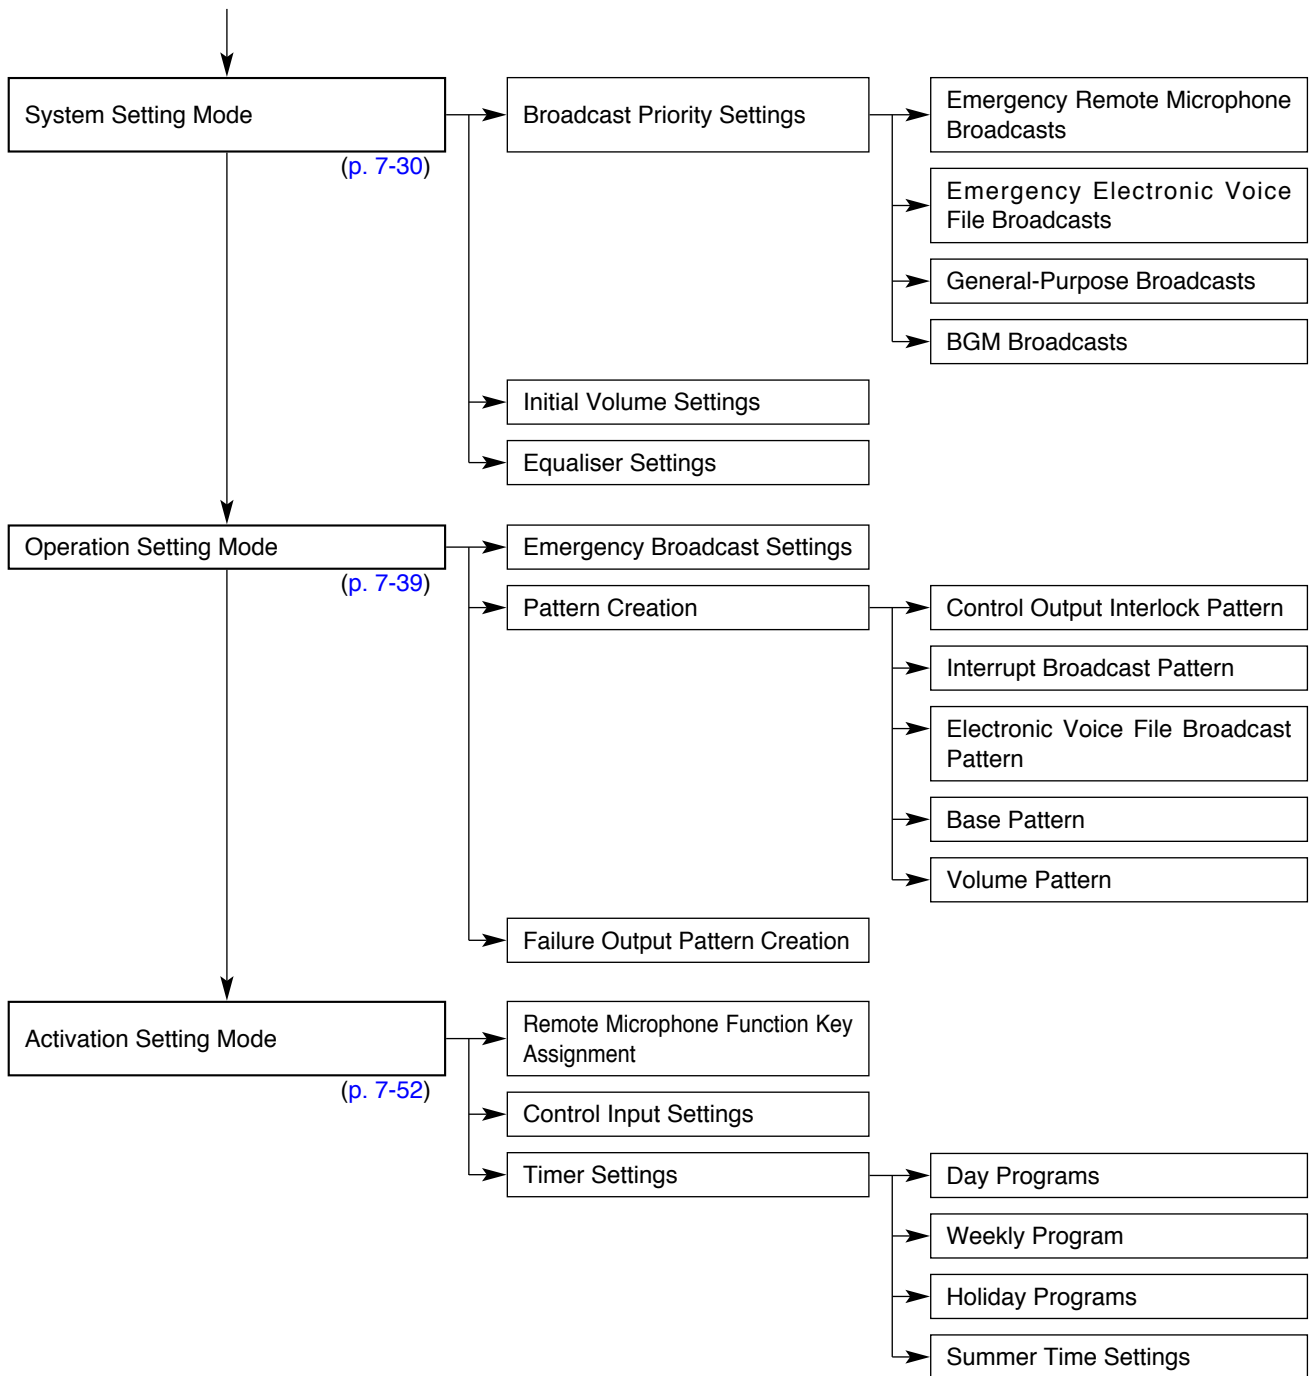 System Setting Mode
(p. 7-30)
Broadcast Priority Settings
Emergency Remote Microphone
Broadcasts
Emergency Electronic Voice
File Broadcasts
General-Purpose Broadcasts
BGM Broadcasts
Initial Volume Settings
Equaliser Settings
Operation Setting Mode
(p. 7-39)
Emergency Broadcast Settings
Pattern Creation
Control Output Interlock Pattern
Interrupt Broadcast Pattern
Electronic Voice File Broadcast
Pattern
Base Pattern
Volume Pattern
Failure Output Pattern Creation
Activation Setting Mode
(p. 7-52)
Remote Microphone Function Key
Assignment
Control Input Settings
Timer Settings
Day Programs
Weekly Program
Holiday Programs
Summer Time Settings